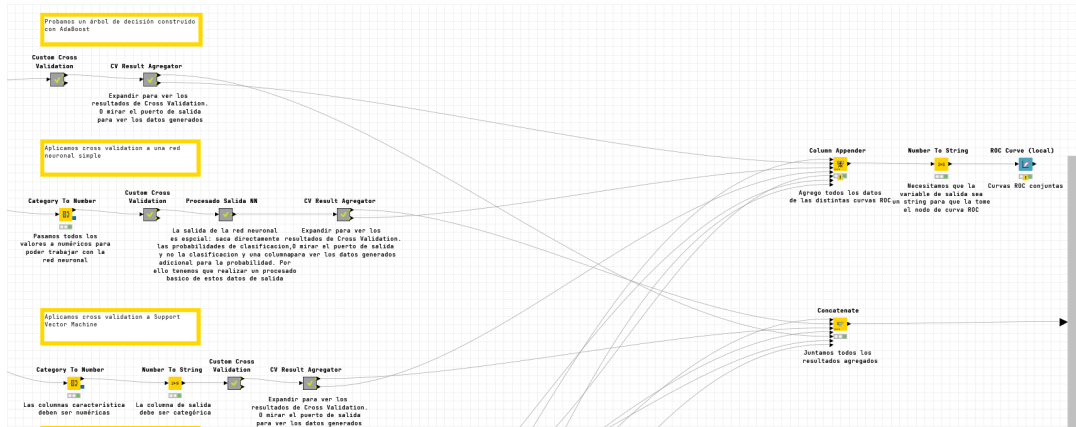 Probamos un árbol de decisión construido
con AdaBoost
Custom Cross
Validation
CV Result Agregator
Expandir para ver los
resultados de Cross Validation.
O mirar el puerto de salida
para ver los datos generados
Aplicamos cross validation a una red
neuronal simple
Category To Number
Pasamos todos los
valores a numéricos para
poder trabajar con la
red neuronal
Custom Cross
Validation
Procesado Salida NN
La salida de la red neuronal
es espcial: saca directamente
las probabilidades de clasificacion,
y no la clasificacion y una columna
adicional para la probabilidad. Por
ello tenemos que realizar un procesado
basico de estos datos de salida
CV Result Agregator
Expandir para ver los
resultados de Cross Validation.
O mirar el puerto de salida
para ver los datos generados
Column Appender
Agrego todos los datos
de las distintas curvas ROC
Number To String
Necesitamos que la
variable de salida sea
un string para que la tome
el nodo de curva ROC
ROC Curve (local)
Curvas ROC conjuntas
Aplicamos cross validation a Support
Vector Machine
Category To Number
Las columnas característica
deben ser numéricas
Number To String
La columna de salida
debe ser categórica
Custom Cross
Validation
CV Result Agregator
Expandir para ver los
resultados de Cross Validation.
O mirar el puerto de salida
para ver los datos generados
Concatenate
Juntamos todos los
resultados agregados